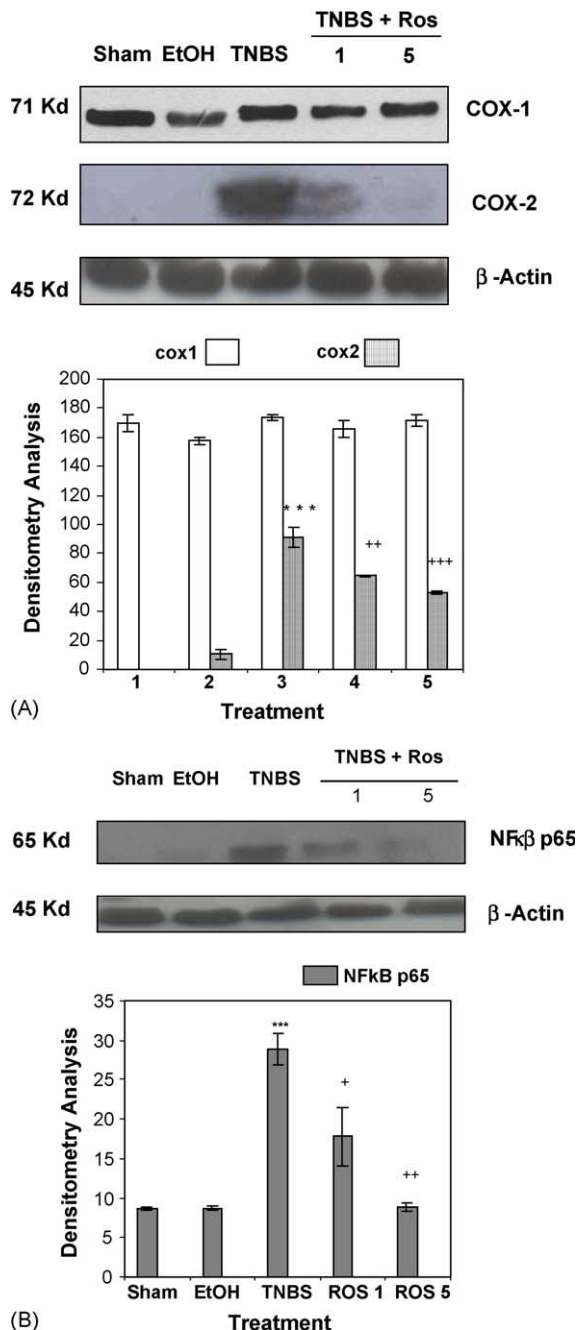 TNBS + Ros
Sham EtOH TNBS 1 5
71 Kd COX-1
72 Kd COX-2
45 Kd β-Actin
cox1 cox2
Densitometry Analysis
200
180
160
140
120
100
80
60
40
20
0
* * *
++
+++
1 2 3 4 5
Treatment
(A)
TNBS + Ros
Sham EtOH TNBS 1 5
65 Kd NFκβ p65
45 Kd β-Actin
NFkB p65
Densitometry Analysis
35
30
25
20
15
10
5
0
***
+
++
Sham EtOH TNBS ROS 1 ROS 5
Treatment
(B)